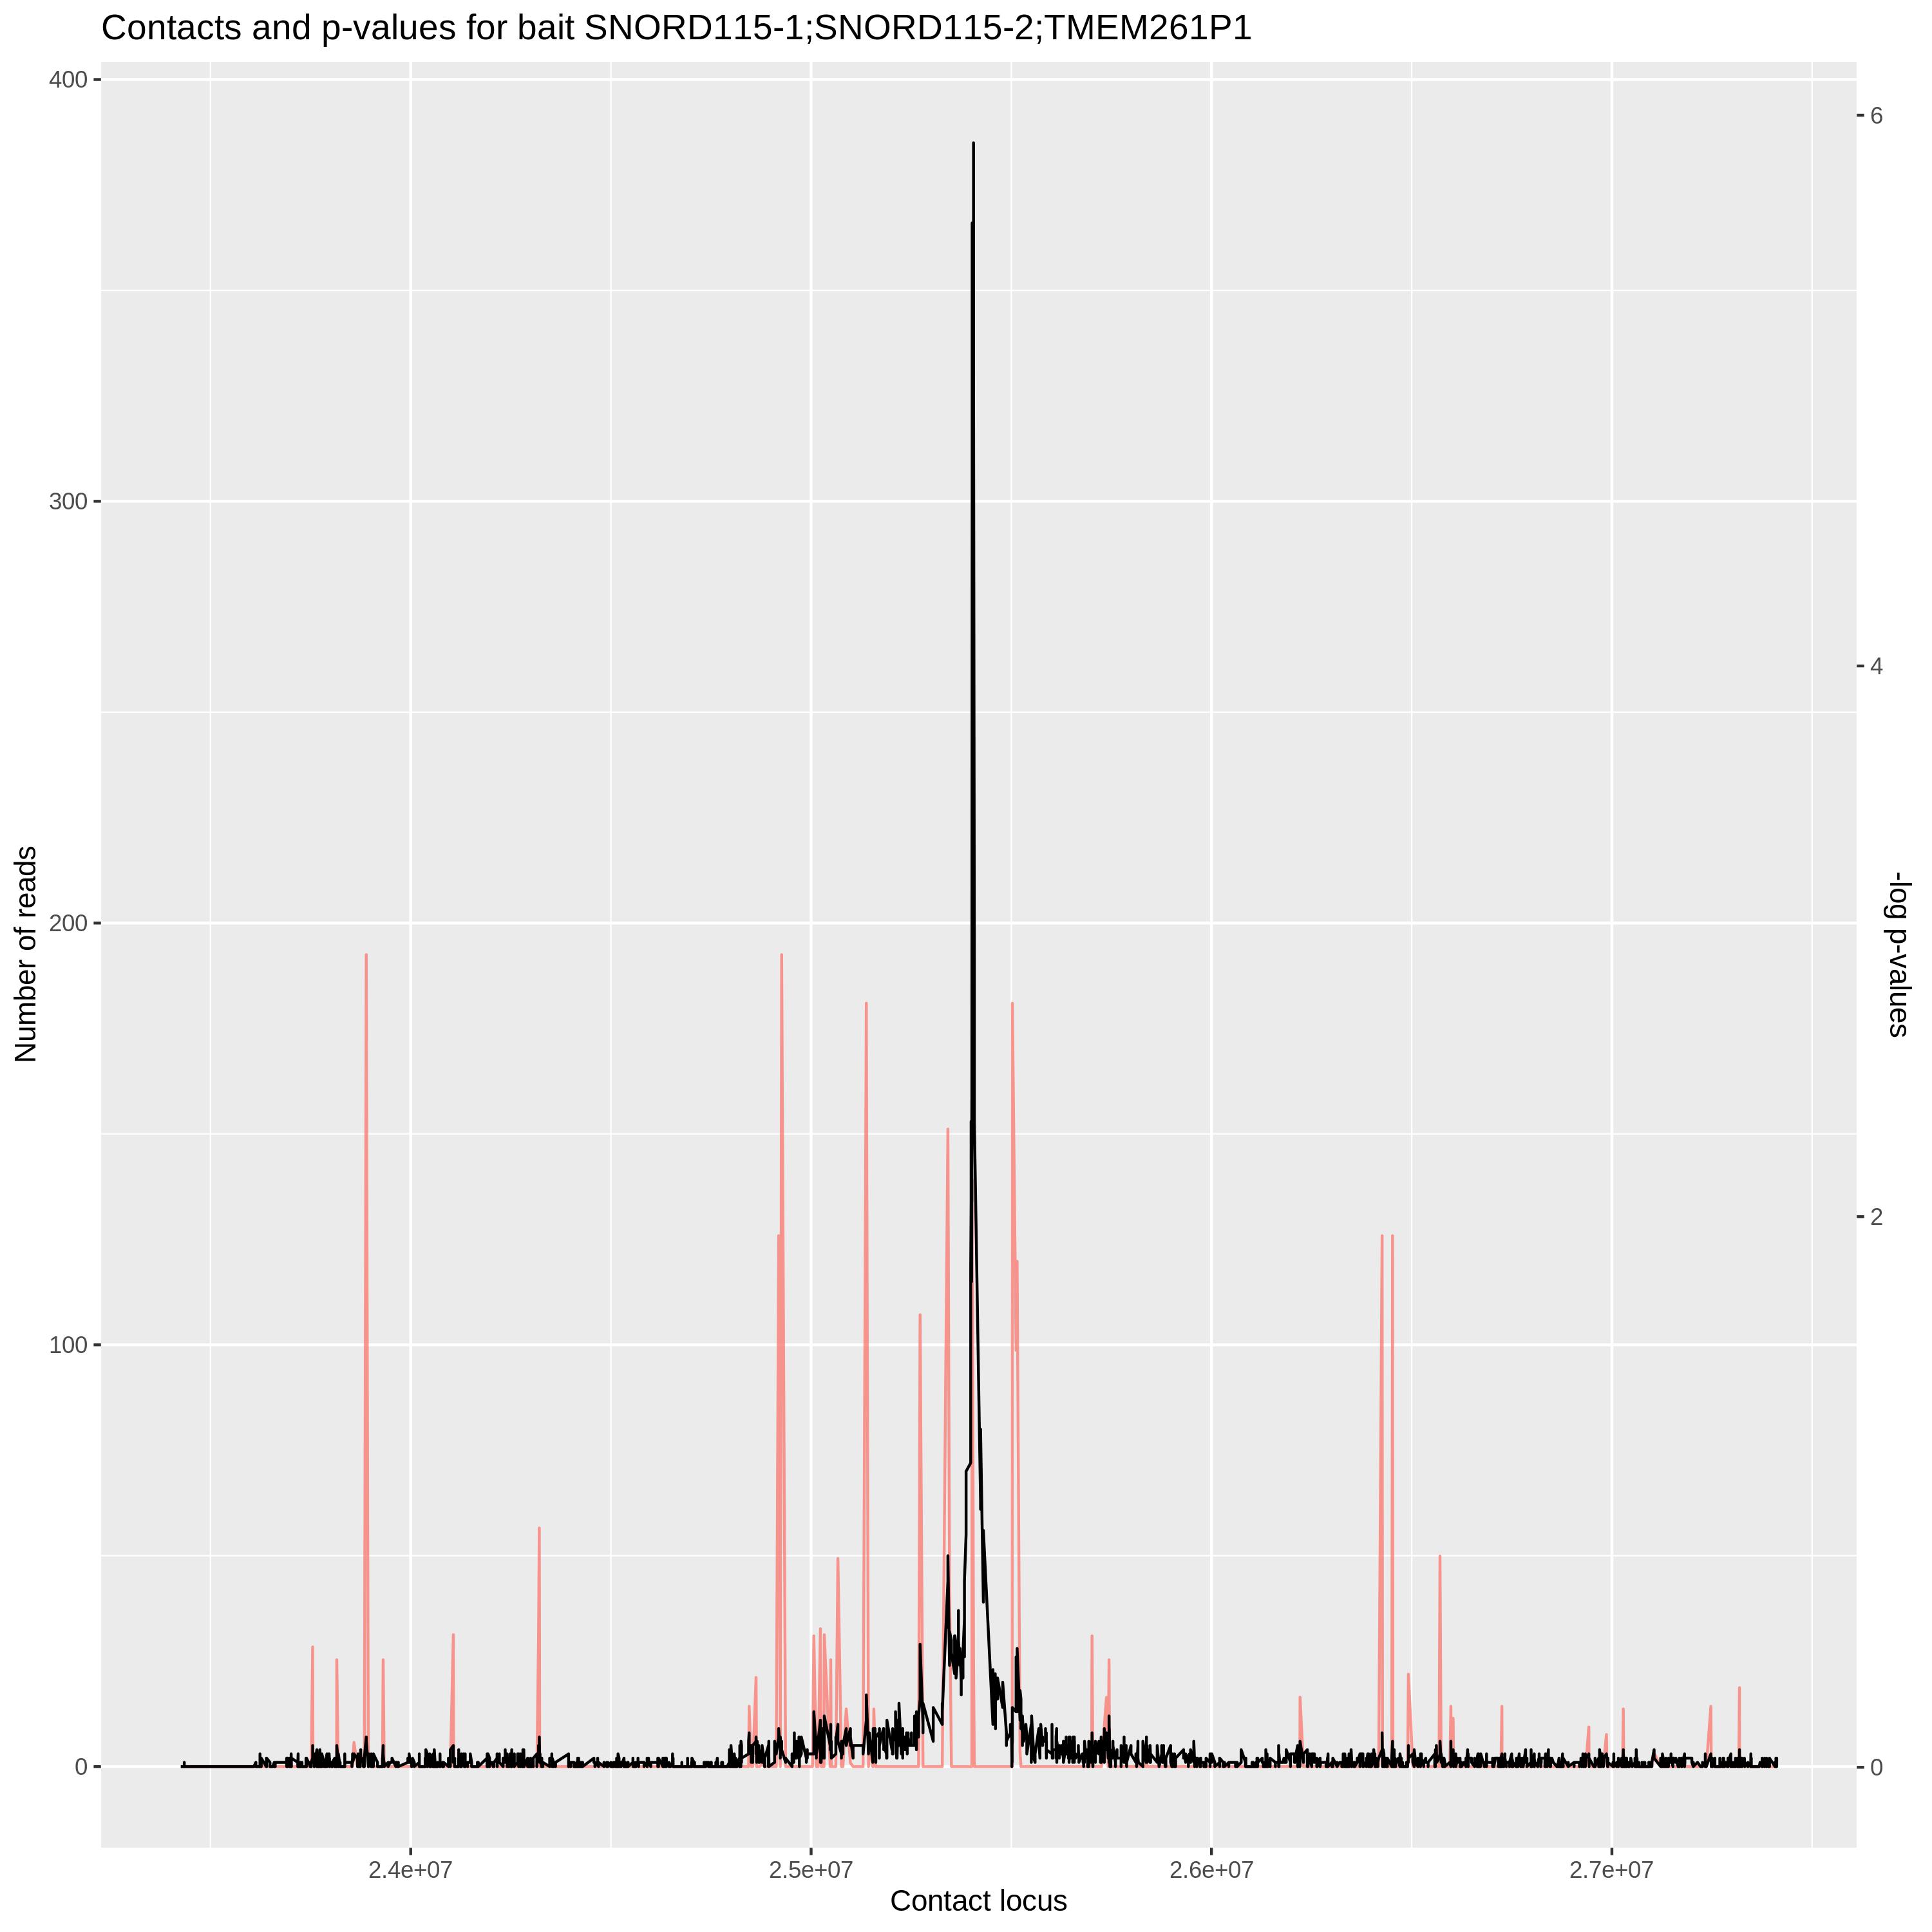 Contacts and p-values for bait SNORD115-1;SNORD115-2;TMEM261P1
400
300
200
100
0
Number of reads
6
4
2
0
-log p-values
2.4e+07
2.5e+07
2.6e+07
2.7e+07
Contact locus